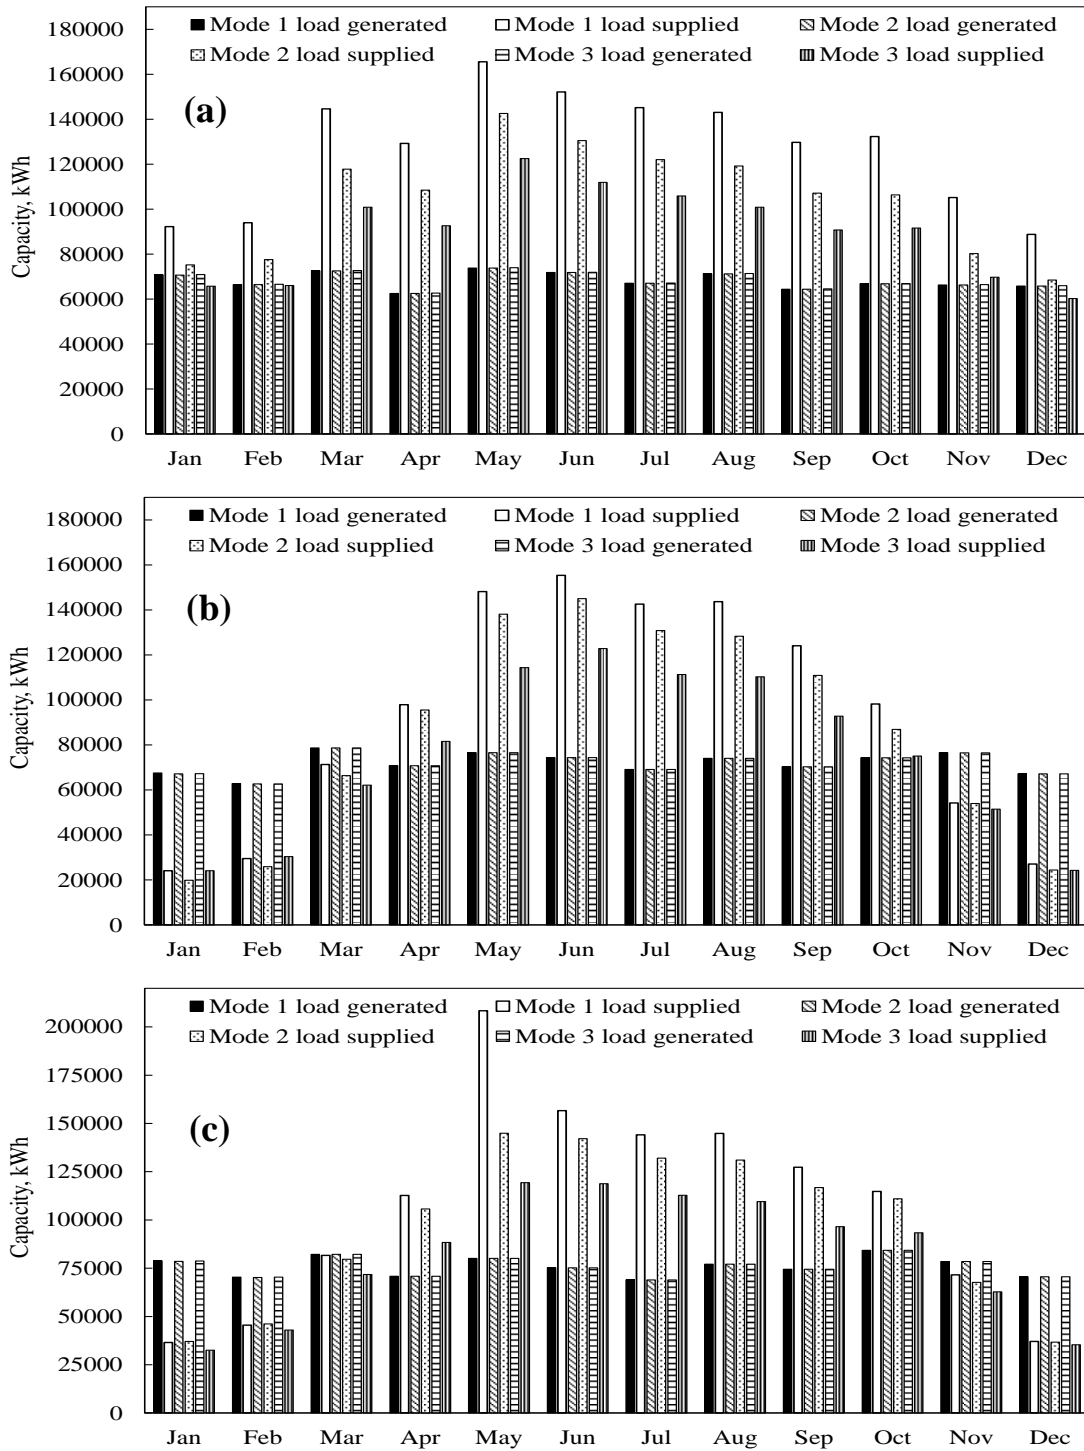 180000
Mode 1 load generated Mode 1 load supplied Mode 2 load generated
Mode 2 load supplied Mode 3 load generated Mode 3 load supplied
160000
140000
(a)
120000
100000
80000
60000
40000
20000
0
Capacity, kWh
Jan Feb Mar Apr May Jun Jul Aug Sep Oct Nov Dec
180000
Mode 1 load generated Mode 1 load supplied Mode 2 load generated
Mode 2 load supplied Mode 3 load generated Mode 3 load supplied
160000
140000
(b)
120000
100000
80000
60000
40000
20000
0
Capacity, kWh
Jan Feb Mar Apr May Jun Jul Aug Sep Oct Nov Dec
Mode 1 load generated Mode 1 load supplied Mode 2 load generated
200000
Mode 2 load supplied Mode 3 load generated Mode 3 load supplied
175000
150000
(c)
125000
100000
75000
50000
25000
0
Capacity, kWh
Jan Feb Mar Apr May Jun Jul Aug Sep Oct Nov Dec